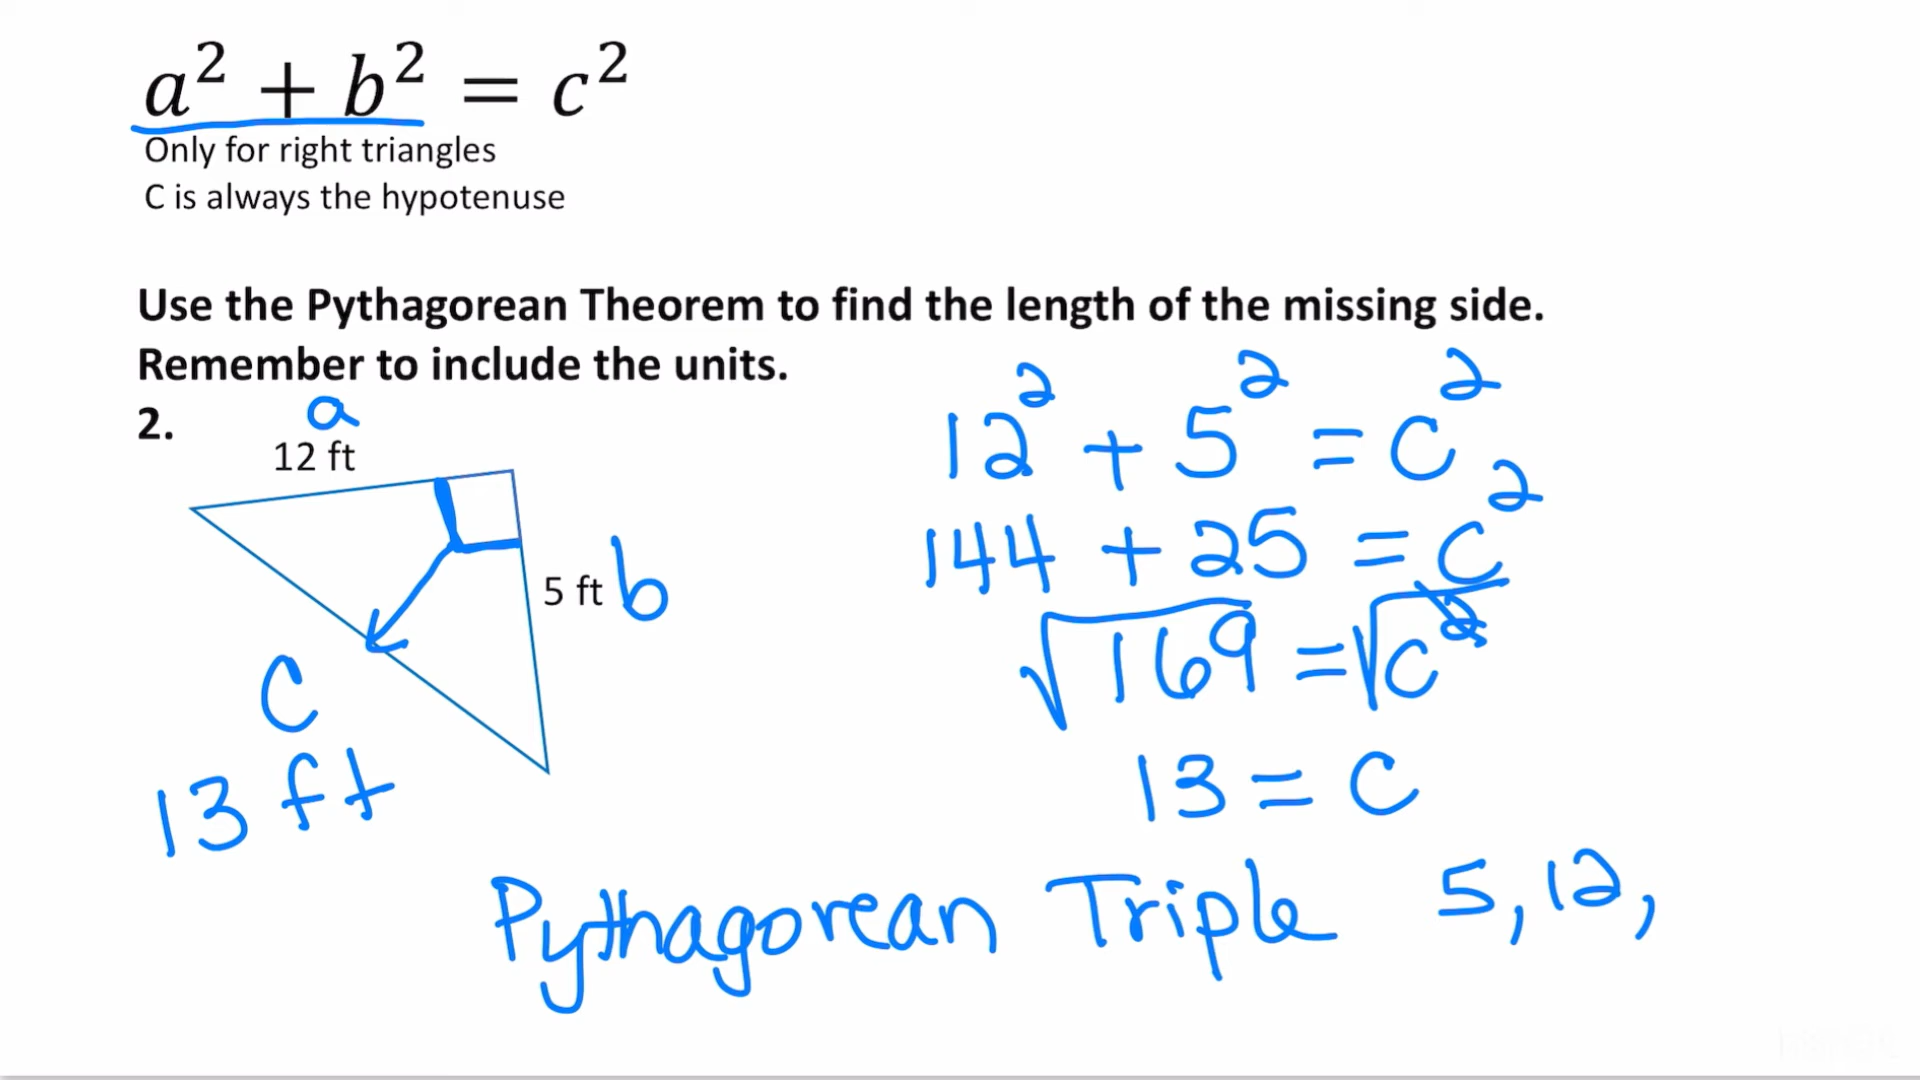 a² + b² = c²
Only for right triangles
C is always the hypotenuse
Use the Pythagorean Theorem to find the length of the missing side.
Remember to include the units.
2.
a
12 ft
5 ft b
C
13 ft
12² + 5² = c²
144 + 25 = c²
√169 = √c²
13 = c
Pythagorean Triple 5, 12,